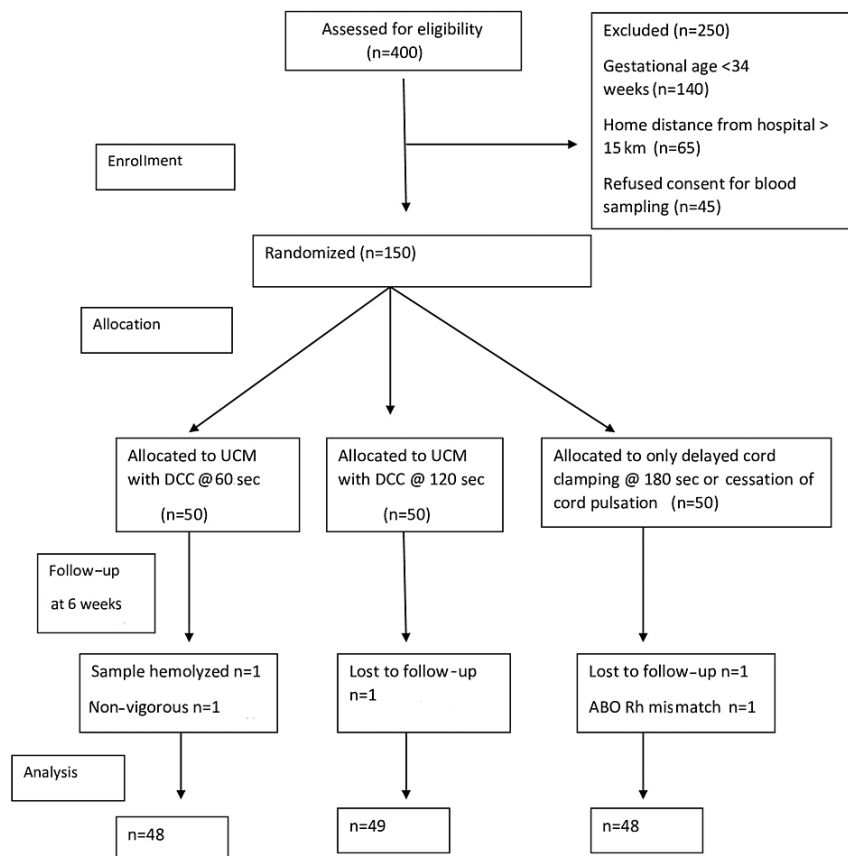 Assessed for eligibility
(n=400)
Excluded (n=250)
Gestational age <34
weeks (n=140)
Home distance from hospital >
15 km (n=65)
Refused consent for blood
sampling (n=45)
Enrollment
Randomized (n=150)
Allocation
Allocated to UCM
with DCC @ 60 sec
(n=50)
Allocated to UCM
with DCC @ 120 sec
(n=50)
Allocated to only delayed cord
clamping @ 180 sec or cessation of
cord pulsation (n=50)
Follow-up
at 6 weeks
Sample hemolyzed n=1
Non-vigorous n=1
Lost to follow-up
n=1
Lost to follow-up n=1
ABO Rh mismatch n=1
Analysis
n=48
n=49
n=48